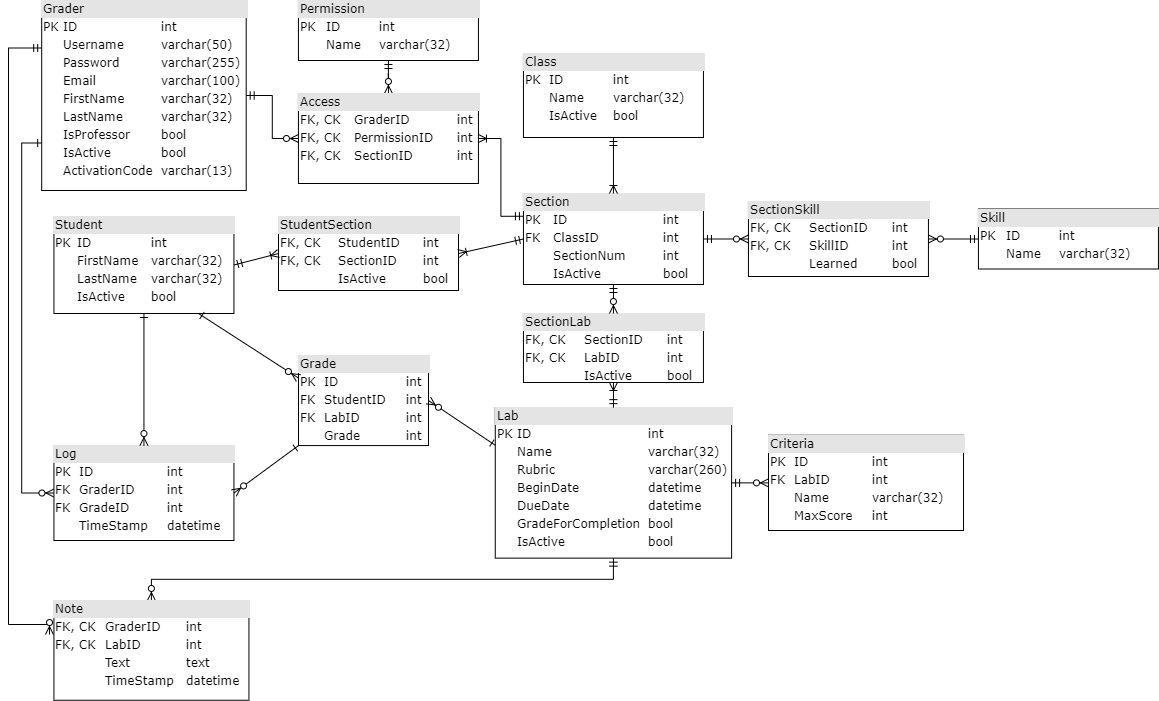 Grader
PK ID int
Username varchar(50)
Password varchar(255)
Email varchar(100)
FirstName varchar(32)
LastName varchar(32)
IsProfessor bool
IsActive bool
ActivationCode varchar(13)
Permission
PK ID int
Name varchar(32)
Access
FK, CK GraderID int
FK, CK PermissionID int
FK, CK SectionID int
Class
PK ID int
Name varchar(32)
IsActive bool
Student
PK ID int
FirstName varchar(32)
LastName varchar(32)
IsActive bool
StudentSection
FK, CK StudentID int
FK, CK SectionID int
IsActive bool
Section
PK ID int
FK ClassID int
SectionNum int
IsActive bool
SectionSkill
FK, CK SectionID int
FK, CK SkillID int
Learned bool
Skill
PK ID int
Name varchar(32)
SectionLab
FK, CK SectionID int
FK, CK LabID int
IsActive bool
Grade
PK ID int
FK StudentID int
FK LabID int
Grade int
Log
PK ID int
FK GraderID int
FK GradeID int
TimeStamp datetime
Lab
PK ID int
Name varchar(32)
Rubric varchar(260)
BeginDate datetime
DueDate datetime
GradeForCompletion bool
IsActive bool
Criteria
PK ID int
FK LabID int
Name varchar(32)
MaxScore int
Note
FK, CK GraderID int
FK, CK LabID int
Text text
TimeStamp datetime